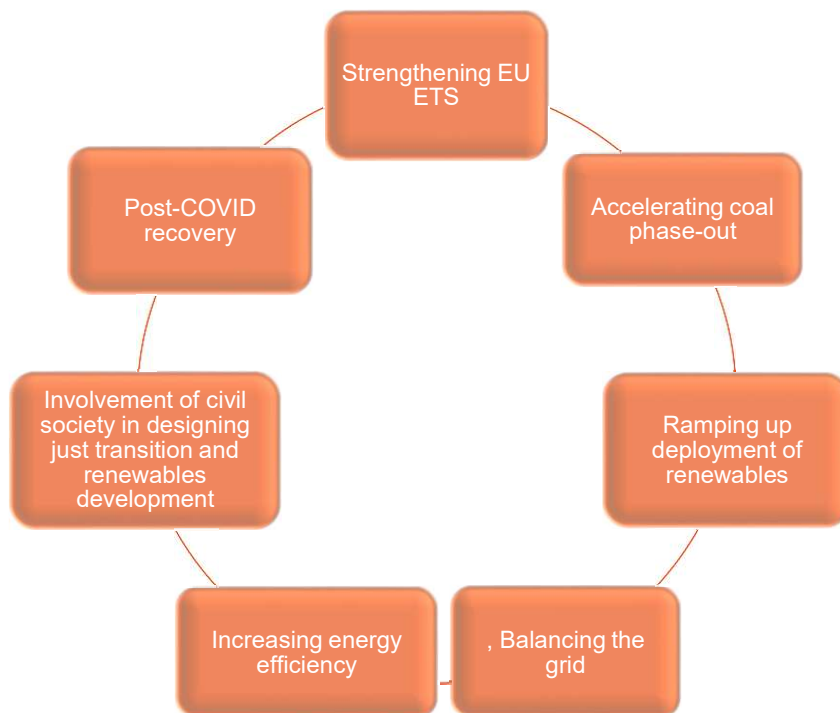 Strengthening EU
ETS
Accelerating coal
phase-out
Ramping up
deployment of
renewables
, Balancing the
grid
Increasing energy
efficiency
Involvement of civil
society in designing
just transition and
renewables
development
Post-COVID
recovery